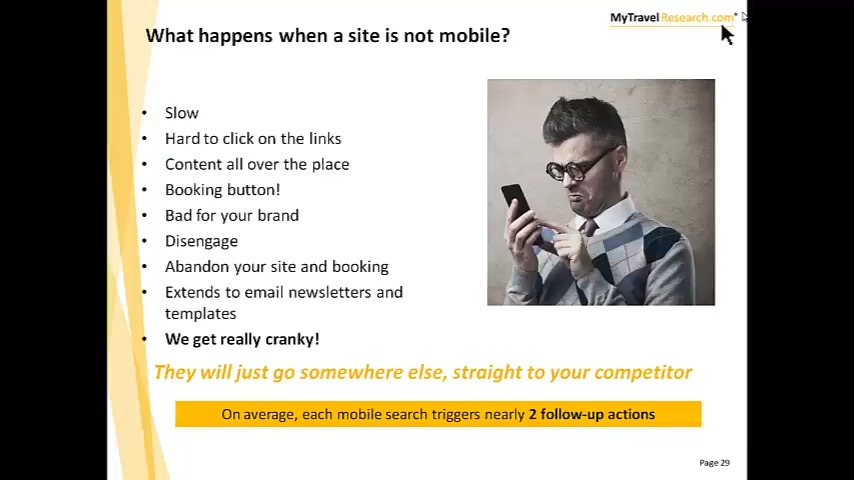 MyTravelResearch.com®
What happens when a site is not mobile?
• Slow
• Hard to click on the links
• Content all over the place
• Booking button!
• Bad for your brand
• Disengage
• Abandon your site and booking
• Extends to email newsletters and
templates
• We get really cranky!
They will just go somewhere else, straight to your competitor
On average, each mobile search triggers nearly 2 follow-up actions
Page 29